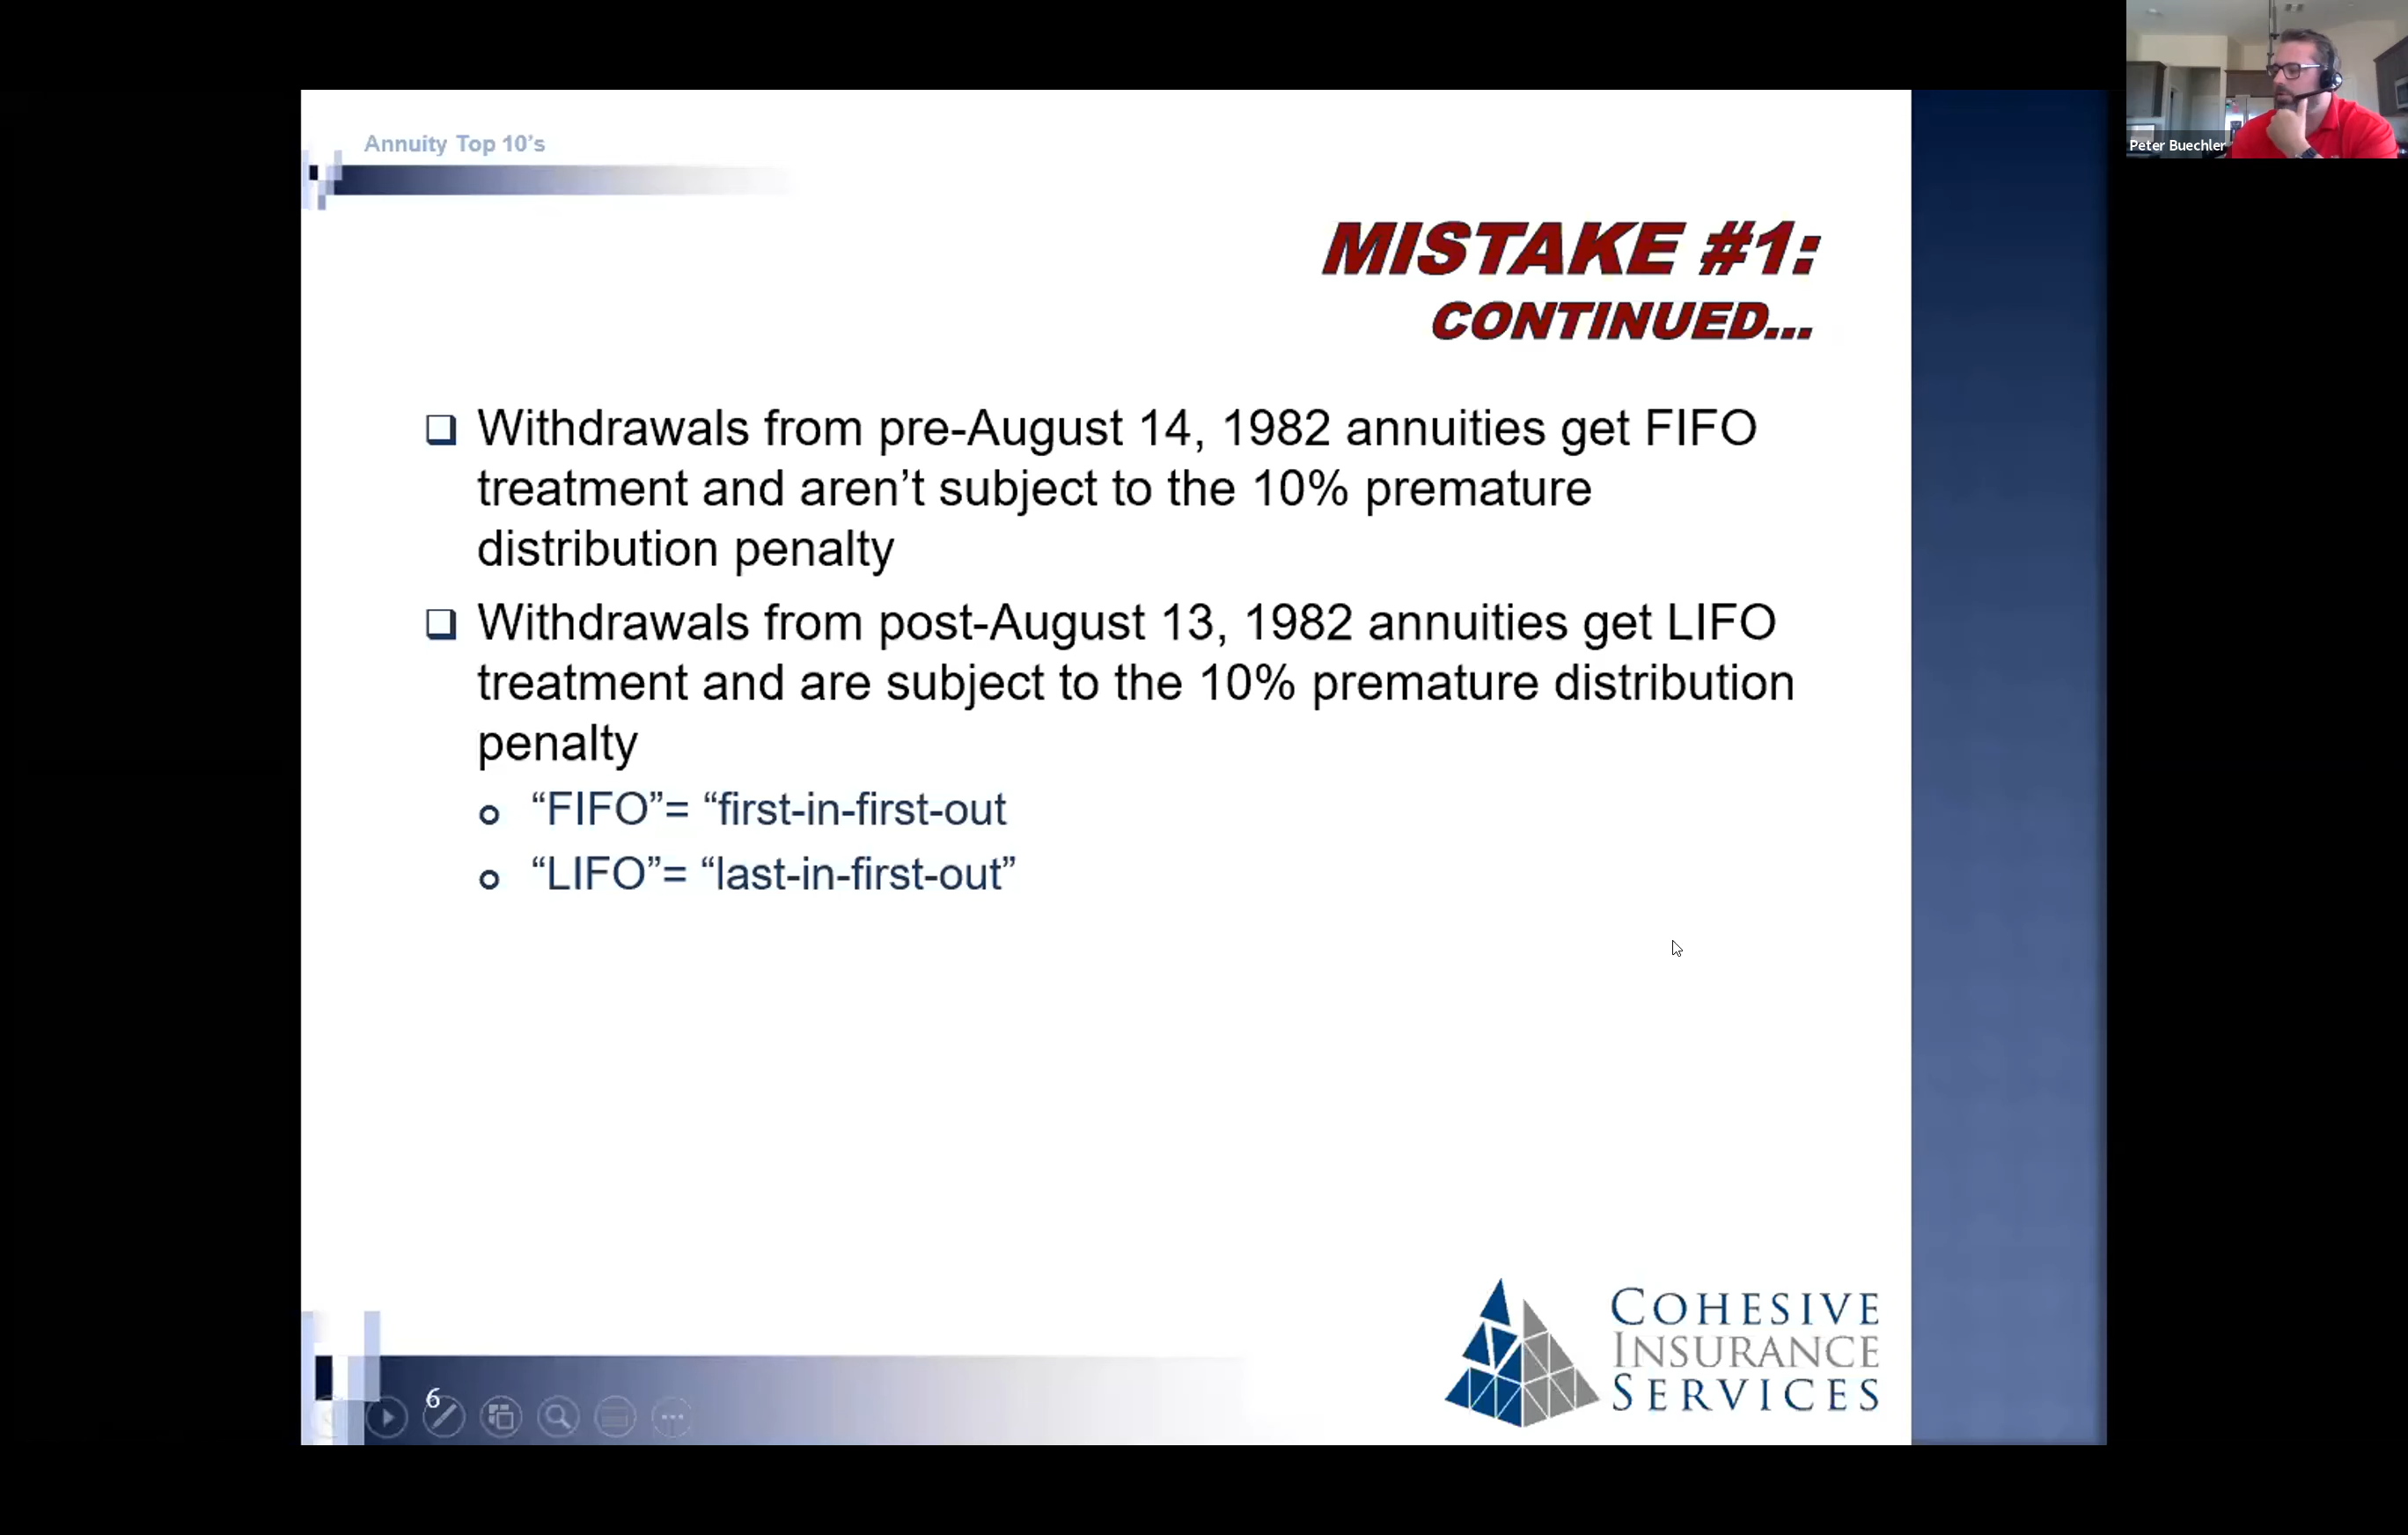 Peter Buechler
Annuity Top 10’s
MISTAKE #1:
CONTINUED...
Withdrawals from pre-August 14, 1982 annuities get FIFO
treatment and aren’t subject to the 10% premature
distribution penalty
Withdrawals from post-August 13, 1982 annuities get LIFO
treatment and are subject to the 10% premature distribution
penalty
“FIFO”= “first-in-first-out
“LIFO”= “last-in-first-out”
COHESIVE
INSURANCE
SERVICES
6